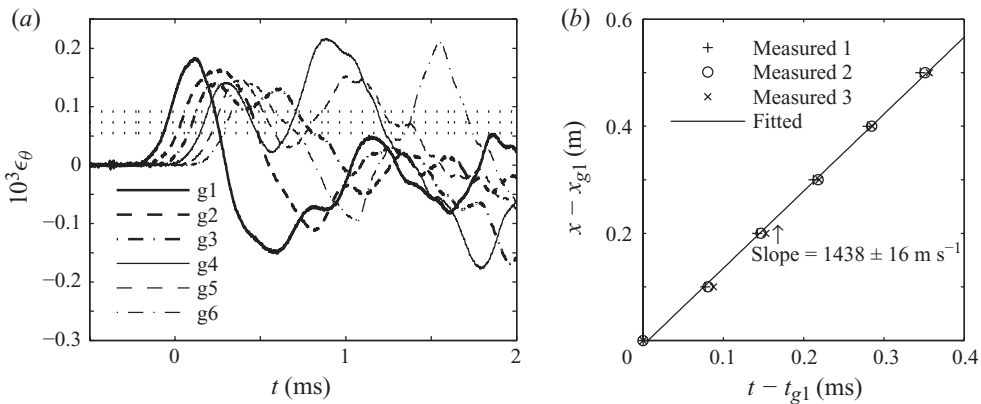 (a)
0.2
0.1
0
−0.1
−0.2
−0.3
10³ϵθ
g1
g2
g3
g4
g5
g6
0
1
2
t (ms)
(b)
0.6
0.4
0.2
0
x − x_g1 (m)
+ Measured 1
○ Measured 2
× Measured 3
Fitted
↑
Slope = 1438 ± 16 m s⁻¹
0.1
0.2
0.3
0.4
t − t_g1 (ms)